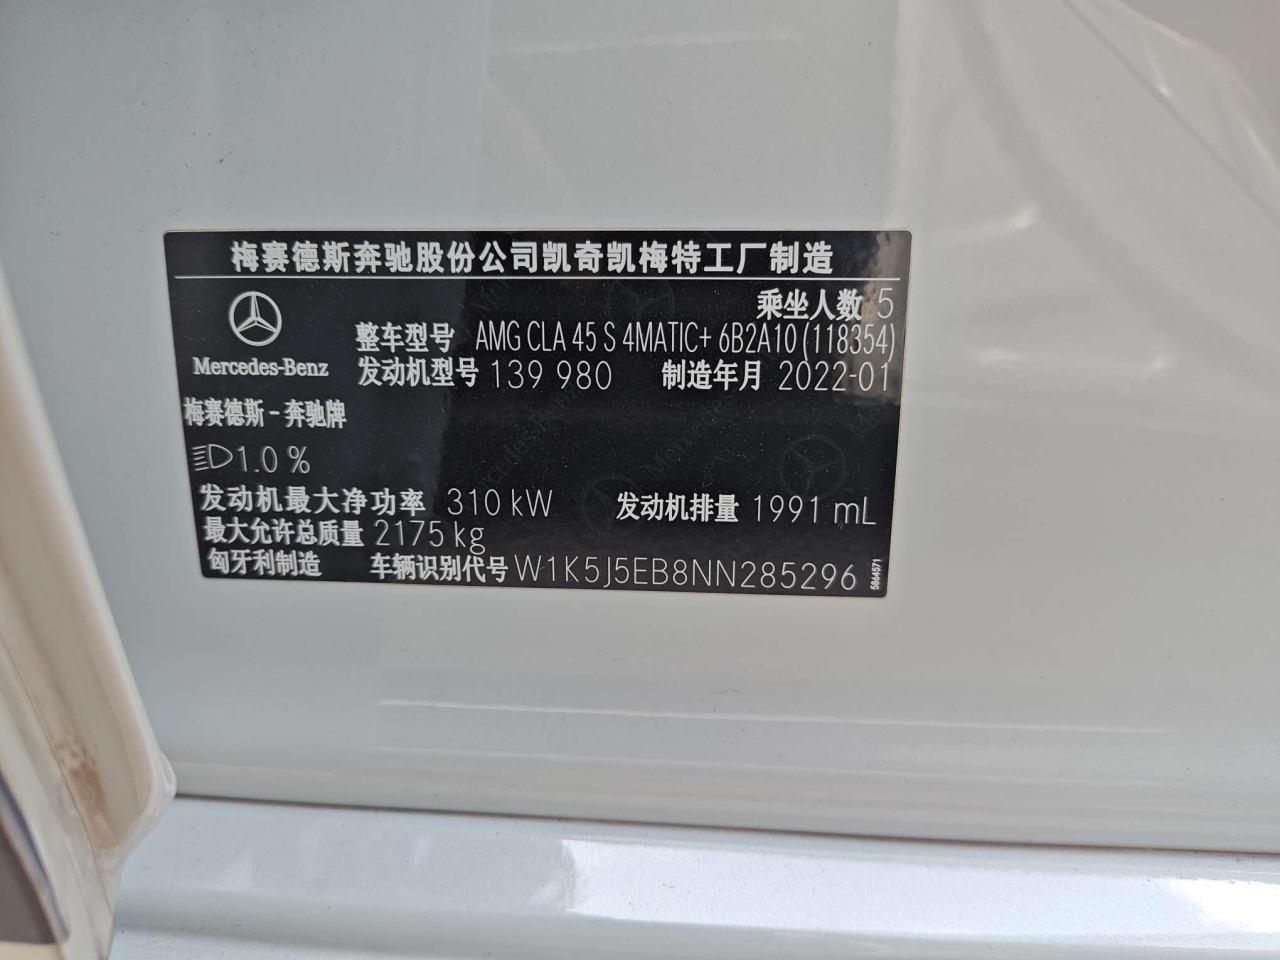 梅赛德斯奔驰股份公司凯奇凯梅特工厂制造
乘坐人数 5
整车型号 AMG CLA 45 S 4MATIC+ 6B2A10 (118354)
Mercedes-Benz
发动机型号 139 980 制造年月 2022-01
梅赛德斯-奔驰牌
1.0 %
发动机最大净功率 310 kW 发动机排量 1991 mL
最大允许总质量 2175 kg
匈牙利制造 车辆识别代号 W1K5J5EB8NN285296
5864571